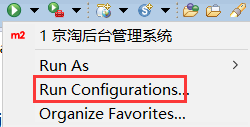 m2 1 京淘后台管理系统
Run As
Run Configurations...
Organize Favorites...